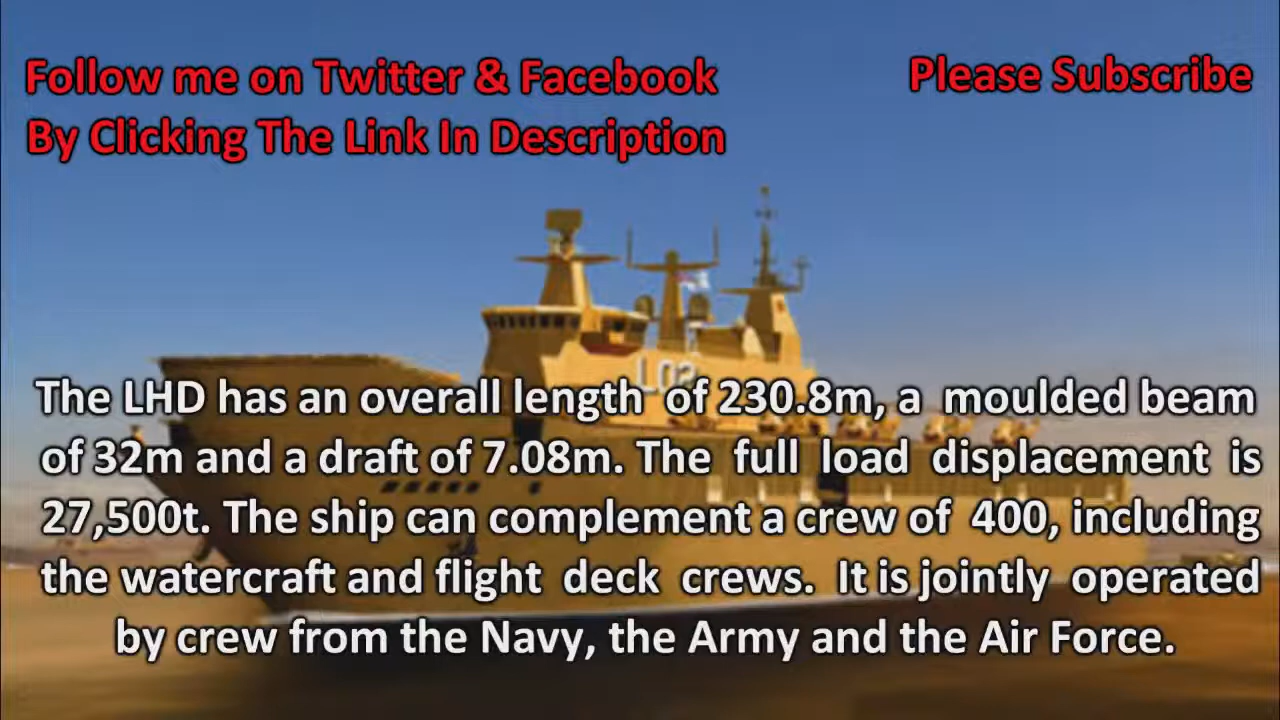 Follow me on Twitter & Facebook
By Clicking The Link In Description
Please Subscribe
L02
The LHD has an overall length of 230.8m, a moulded beam
of 32m and a draft of 7.08m. The full load displacement is
27,500t. The ship can complement a crew of 400, including
the watercraft and flight deck crews. It is jointly operated
by crew from the Navy, the Army and the Air Force.